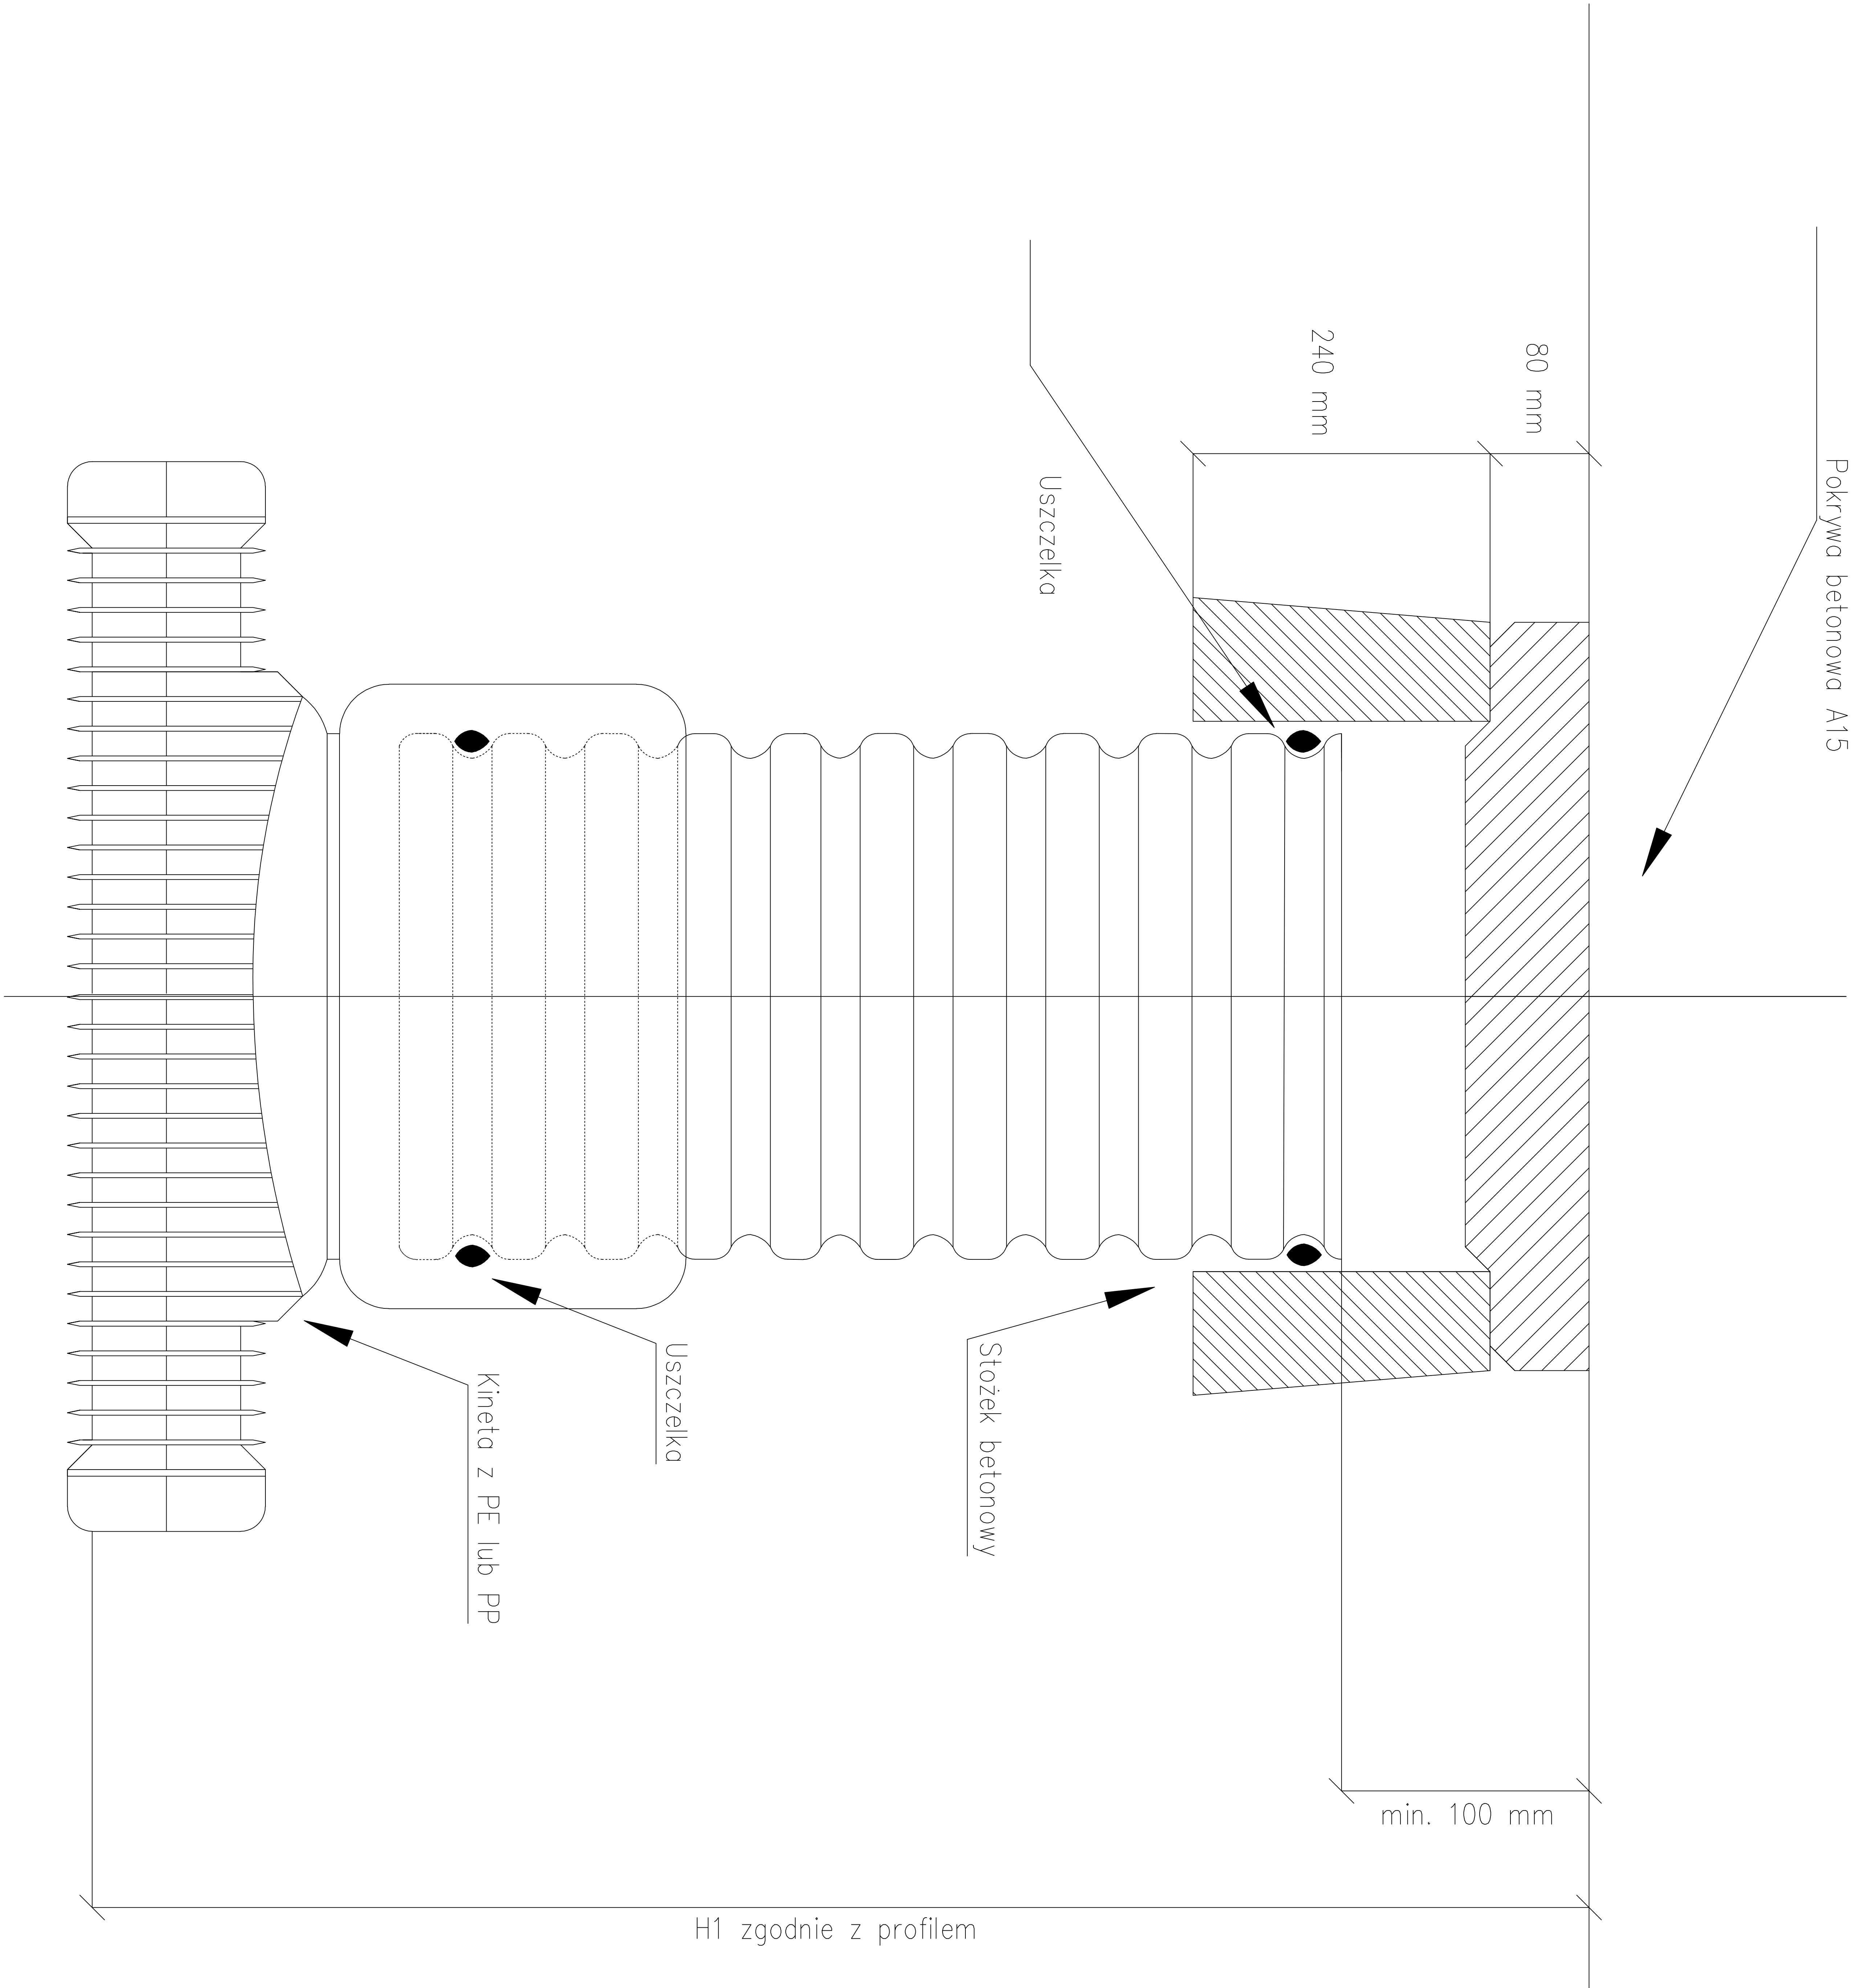 Pokrywa betonowa A15
80 mm
240 mm
Uszczelka
Stożek betonowy
Uszczelka
Kineta z PE lub PP
min. 100 mm
H1 zgodnie z profilem